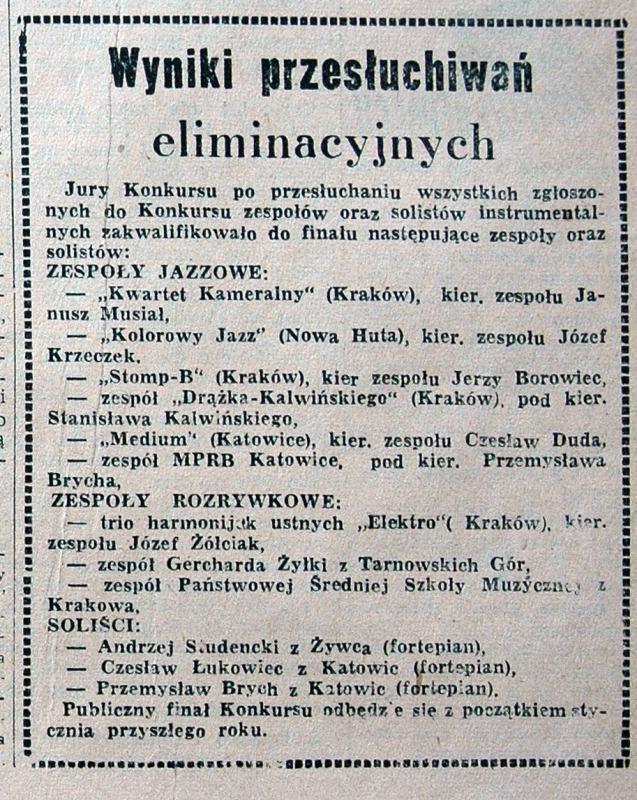 Wyniki przesłuchiwań
eliminacyjnych
Jury Konkursu po przesłuchaniu wszystkich zgłoszo-
nych do Konkursu zespołów oraz solistów instrumental-
nych zakwalifikowało do finału następujące zespoły oraz
solistów:
ZESPOŁY JAZZOWE:
— „Kwartet Kameralny“ (Kraków), kier. zespołu Ja-
nusz Musiał,
— „Kolorowy Jazz“ (Nowa Huta), kier. zespołu Józef
Krzeczek.
— „Stomp-B“ (Kraków), kier zespołu Jerzy Borowiec,
— zespół „Drążka-Kalwińskiego“ (Kraków), pod kier.
Stanisława Kalwińskiego,
— „Medium“ (Katowice), kier. zespołu Czesław Duda,
— zespół MPRB Katowice, pod kier. Przemysława
Brycha,
ZESPOŁY ROZRYWKOWE:
— trio harmonijek ustnych „Elektro“( Kraków), kier.
zespołu Józef Żółciak,
— zespół Gercharda Żyłki z Tarnowskich Gór,
— zespół Państwowej Średniej Szkoły Muzycznej z
Krakowa.
SOLIŚCI:
— Andrzej Studencki z Żywca (fortepian),
— Czesław Łukowiec z Katowic (fortepian),
— Przemysław Brych z Katowic (fortepian).
Publiczny finał Konkursu odbędzie się z początkiem sty-
cznia przyszłego roku.